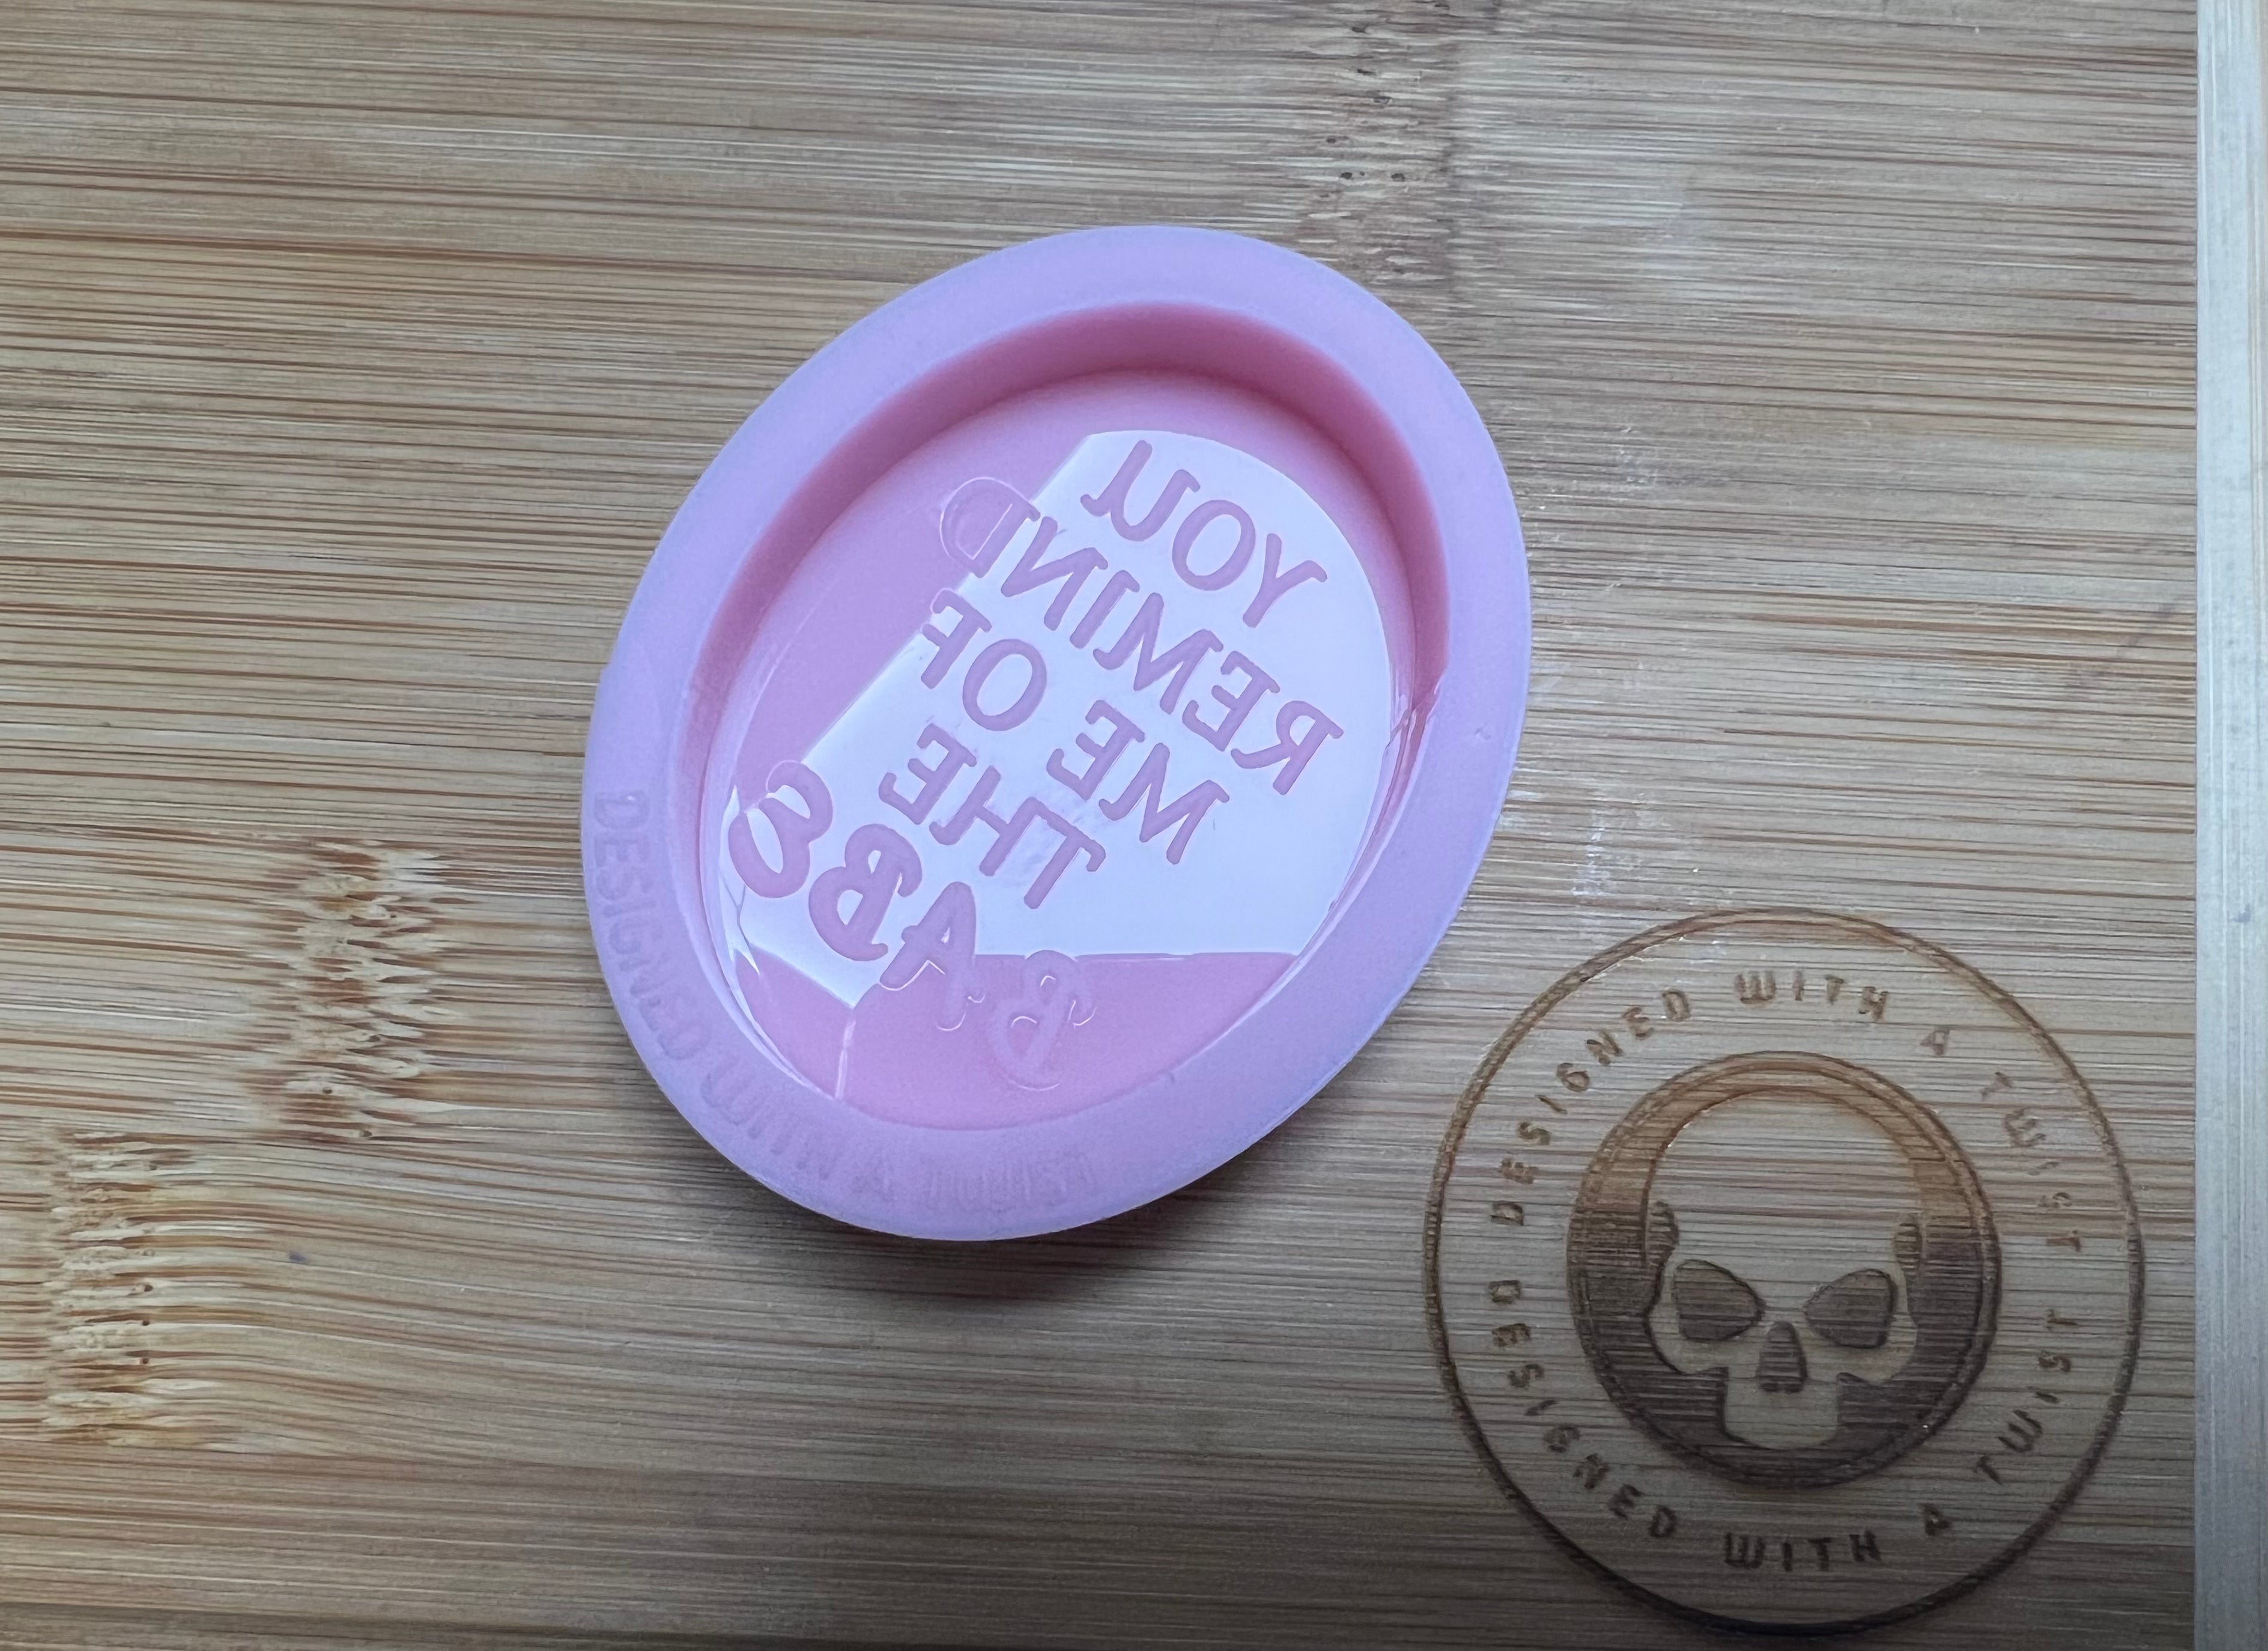 YOU
REMIND
ME OF
THE
BABE
DESIGNED WITH A TWIST
DESIGNED WITH A TWIST
DESIGNED WITH A TWIST